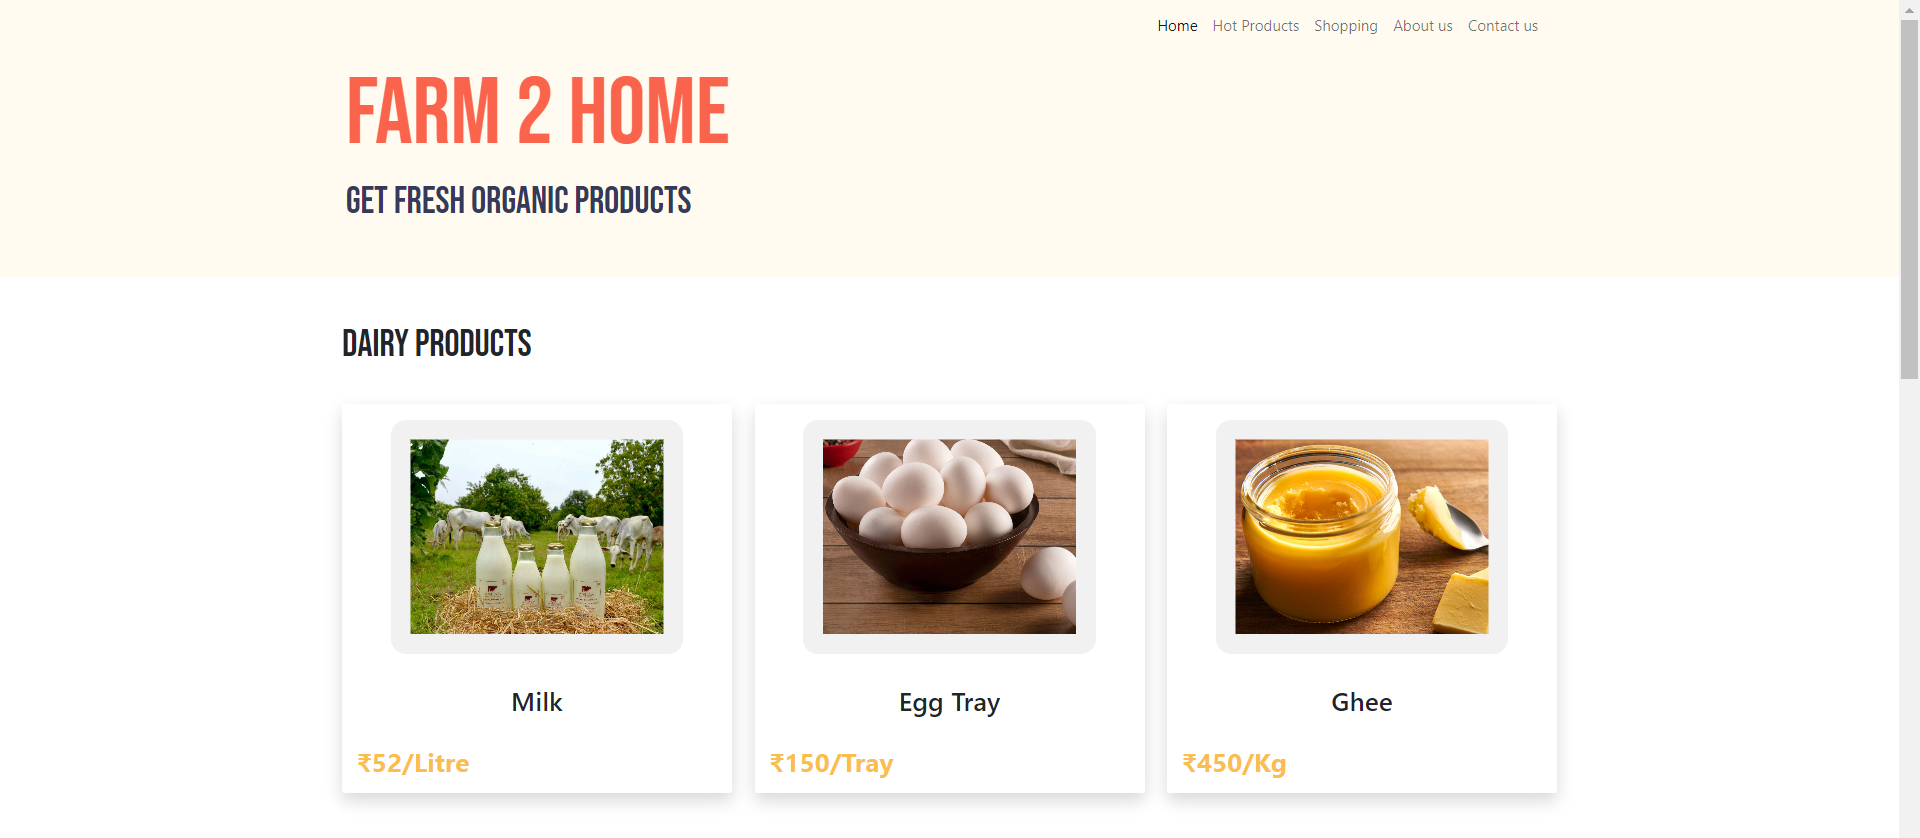 Home Hot Products Shopping About us Contact us
FARM 2 HOME
GET FRESH ORGANIC PRODUCTS
DAIRY PRODUCTS
Milk
₹52/Litre
Egg Tray
₹150/Tray
Ghee
₹450/Kg